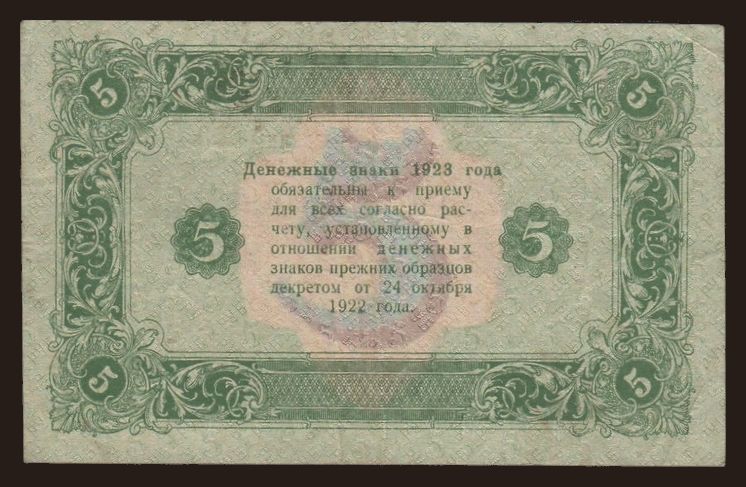 5 5
Денежные знаки 1923 года
обязательны к приему
для всех согласно рас-
чету, установленному в
5 5
отношении денежных
знаков прежних образцов
декретом от 24 октября
1922 года.
5 5